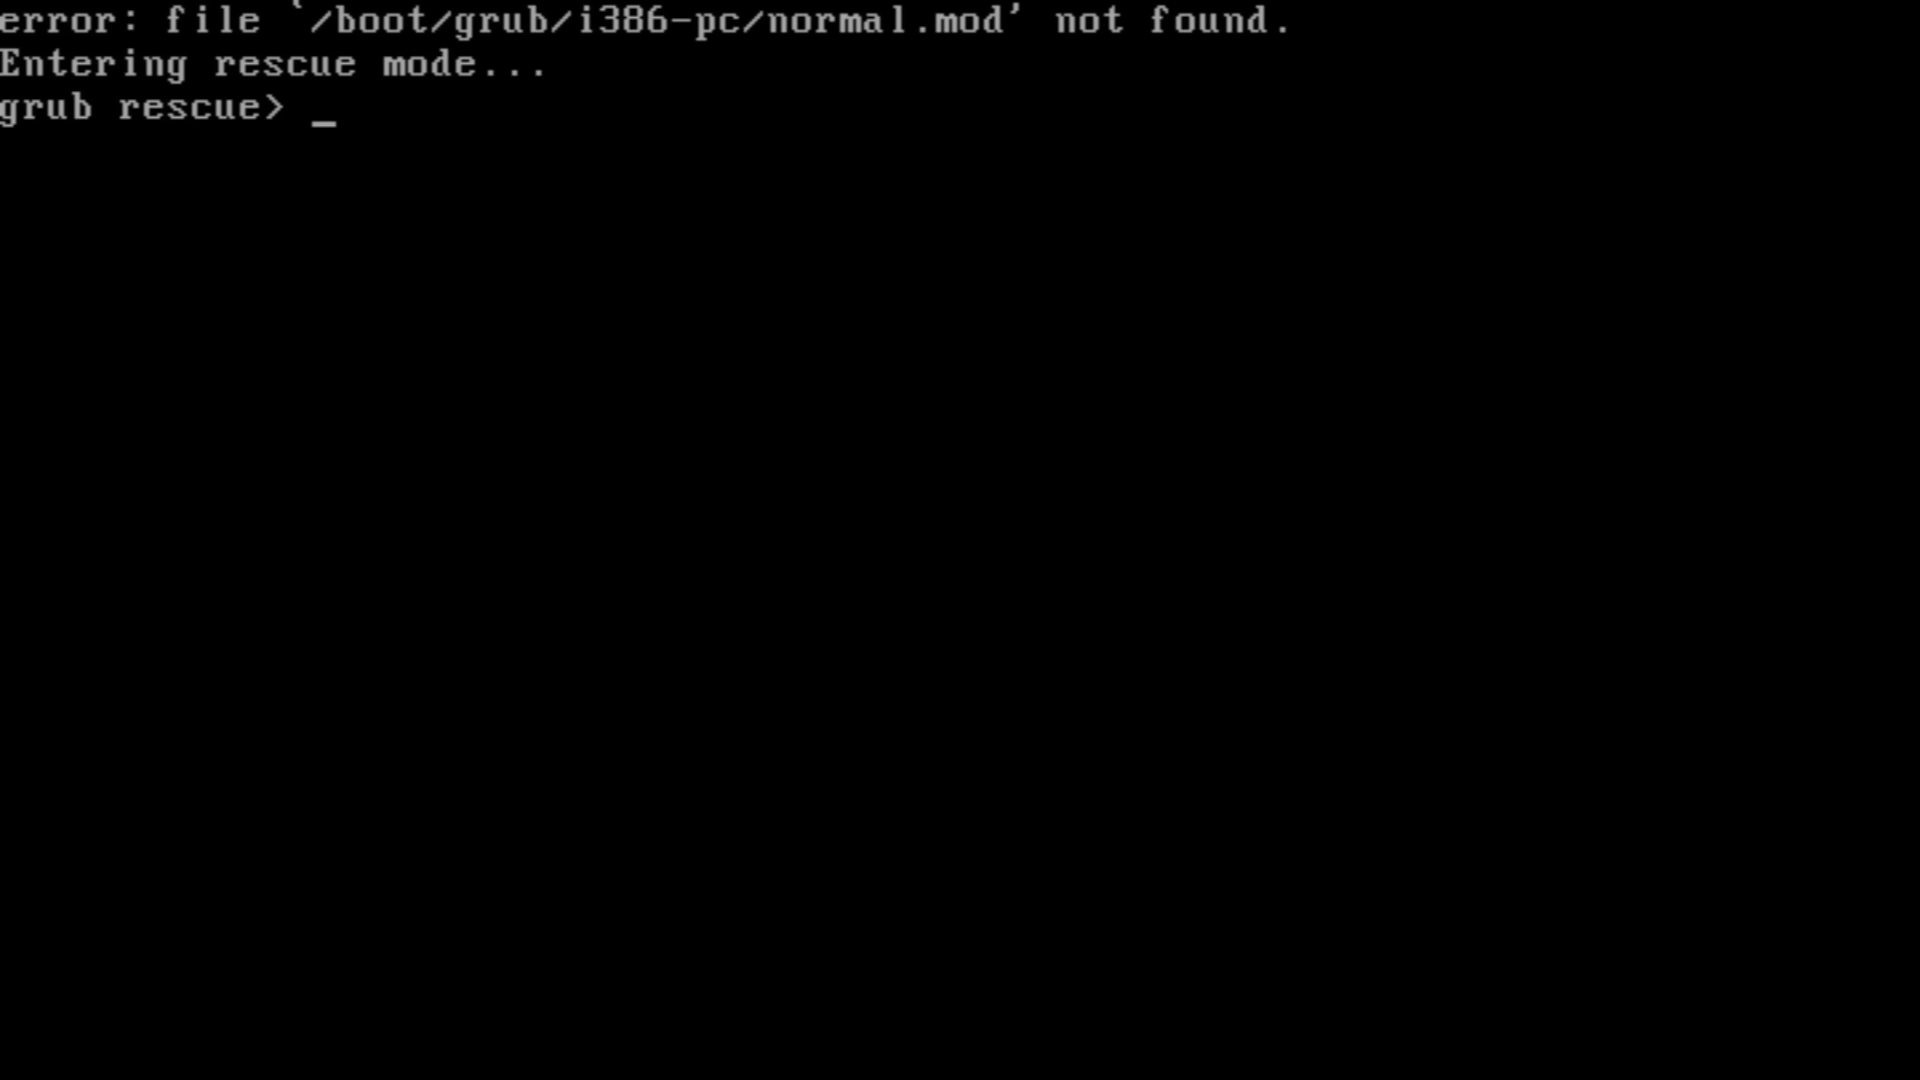 error: file `/boot/grub/i386-pc/normal.mod' not found.
Entering rescue mode...
grub rescue> _